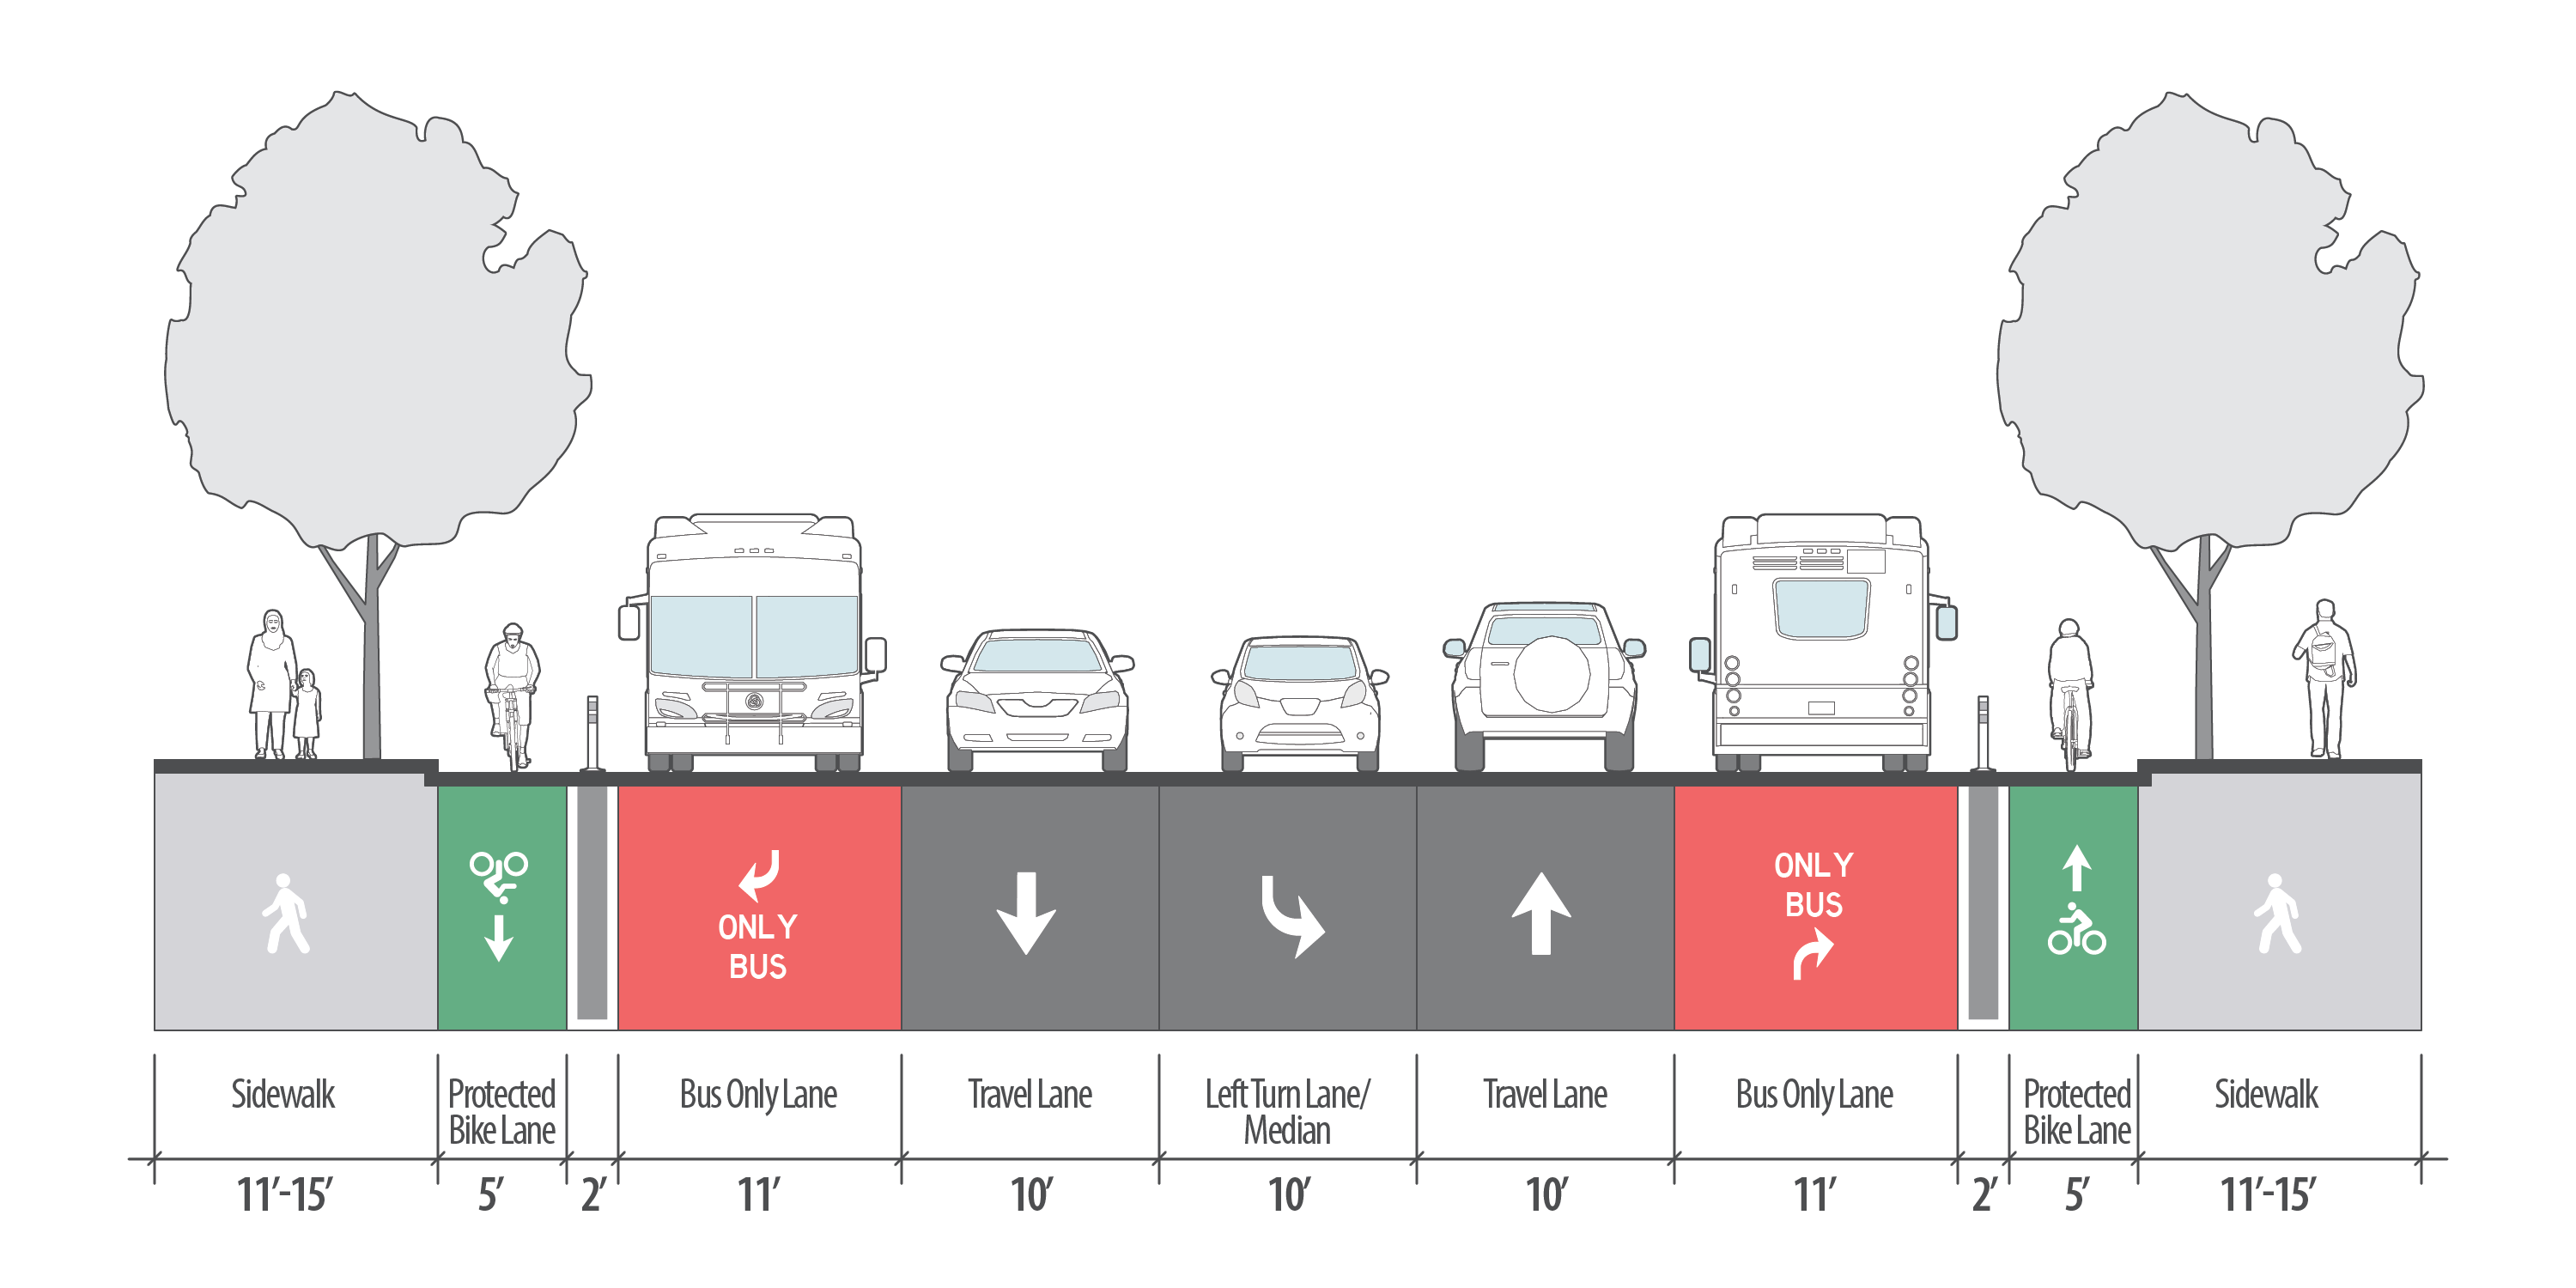 ONLY
BUS
ONLY
BUS
Sidewalk
Protected
Bike Lane
Bus Only Lane
Travel Lane
Left Turn Lane/
Median
Travel Lane
Bus Only Lane
Protected
Bike Lane
Sidewalk
11′-15′
5′
2′
11′
10′
10′
10′
11′
2′
5′
11′-15′